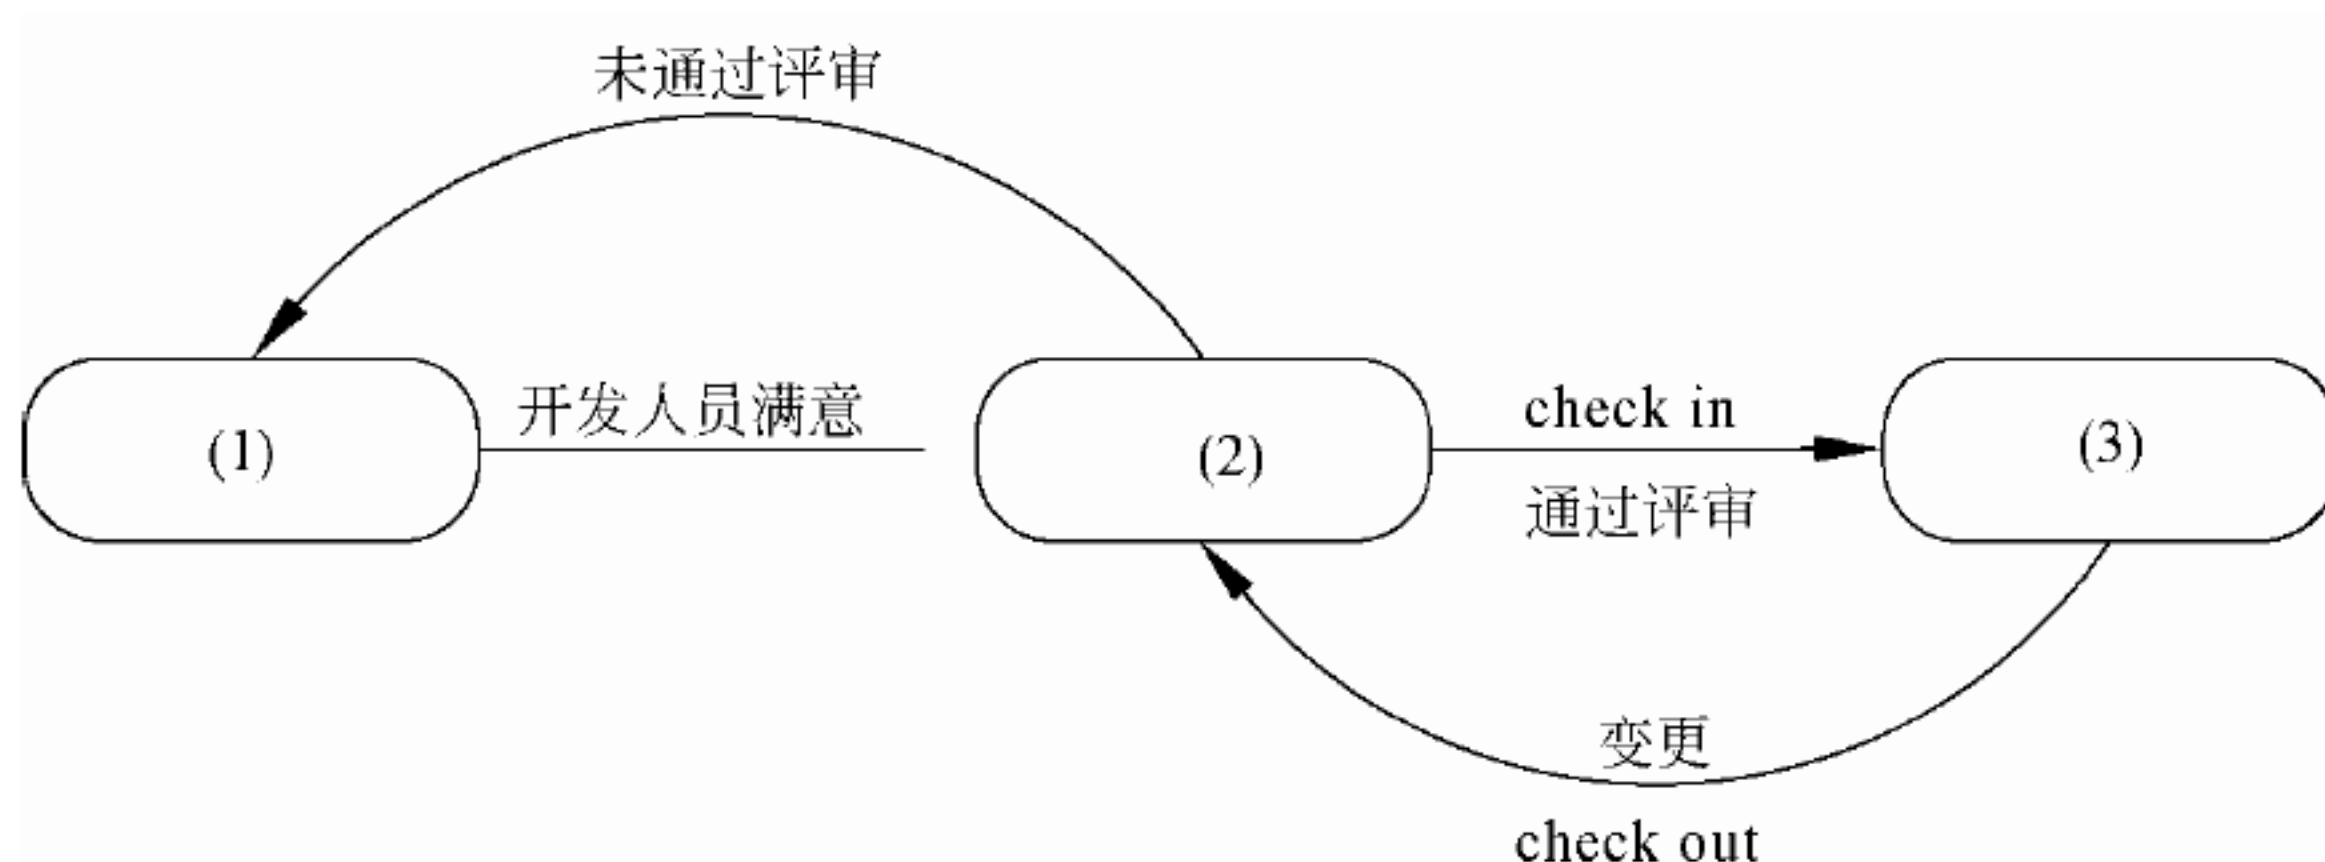 未通过评审
(1)
开发人员满意
(2)
check in
通过评审
(3)
变更
check out